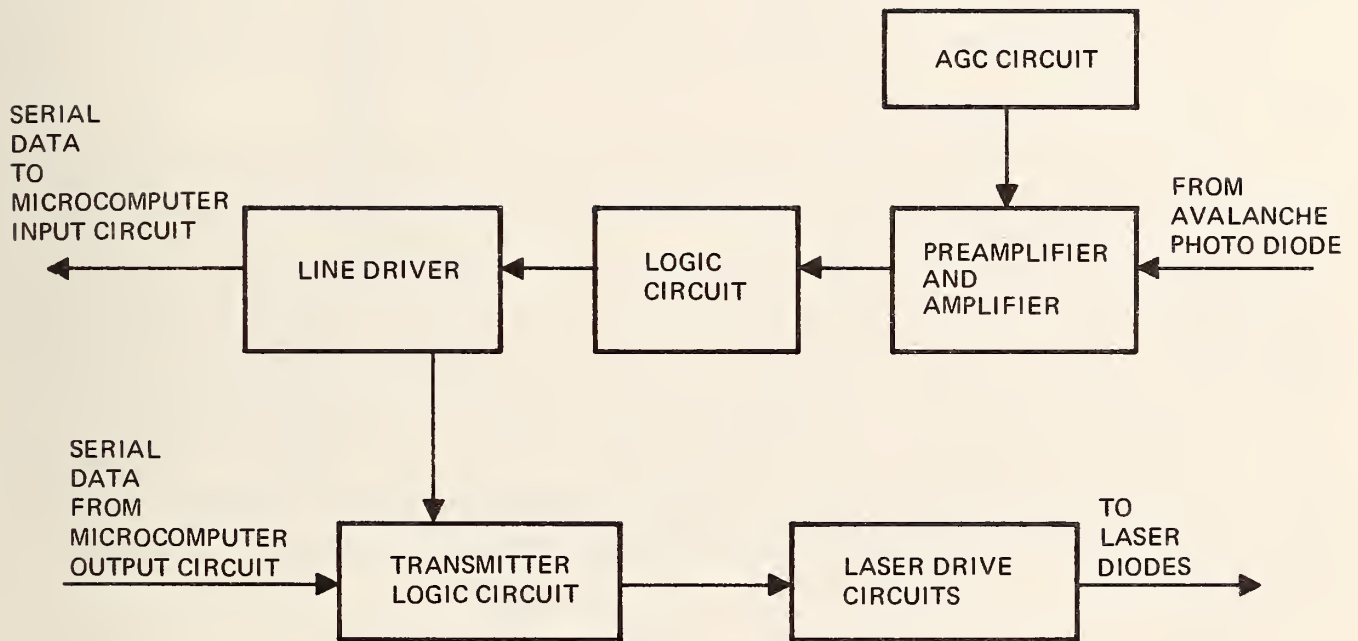 AGC CIRCUIT
SERIAL
DATA
TO
MICROCOMPUTER
INPUT CIRCUIT
LINE DRIVER
LOGIC
CIRCUIT
PREAMPLIFIER
AND
AMPLIFIER
FROM
AVALANCHE
PHOTO DIODE
SERIAL
DATA
FROM
MICROCOMPUTER
OUTPUT CIRCUIT
TRANSMITTER
LOGIC CIRCUIT
LASER DRIVE
CIRCUITS
TO
LASER
DIODES